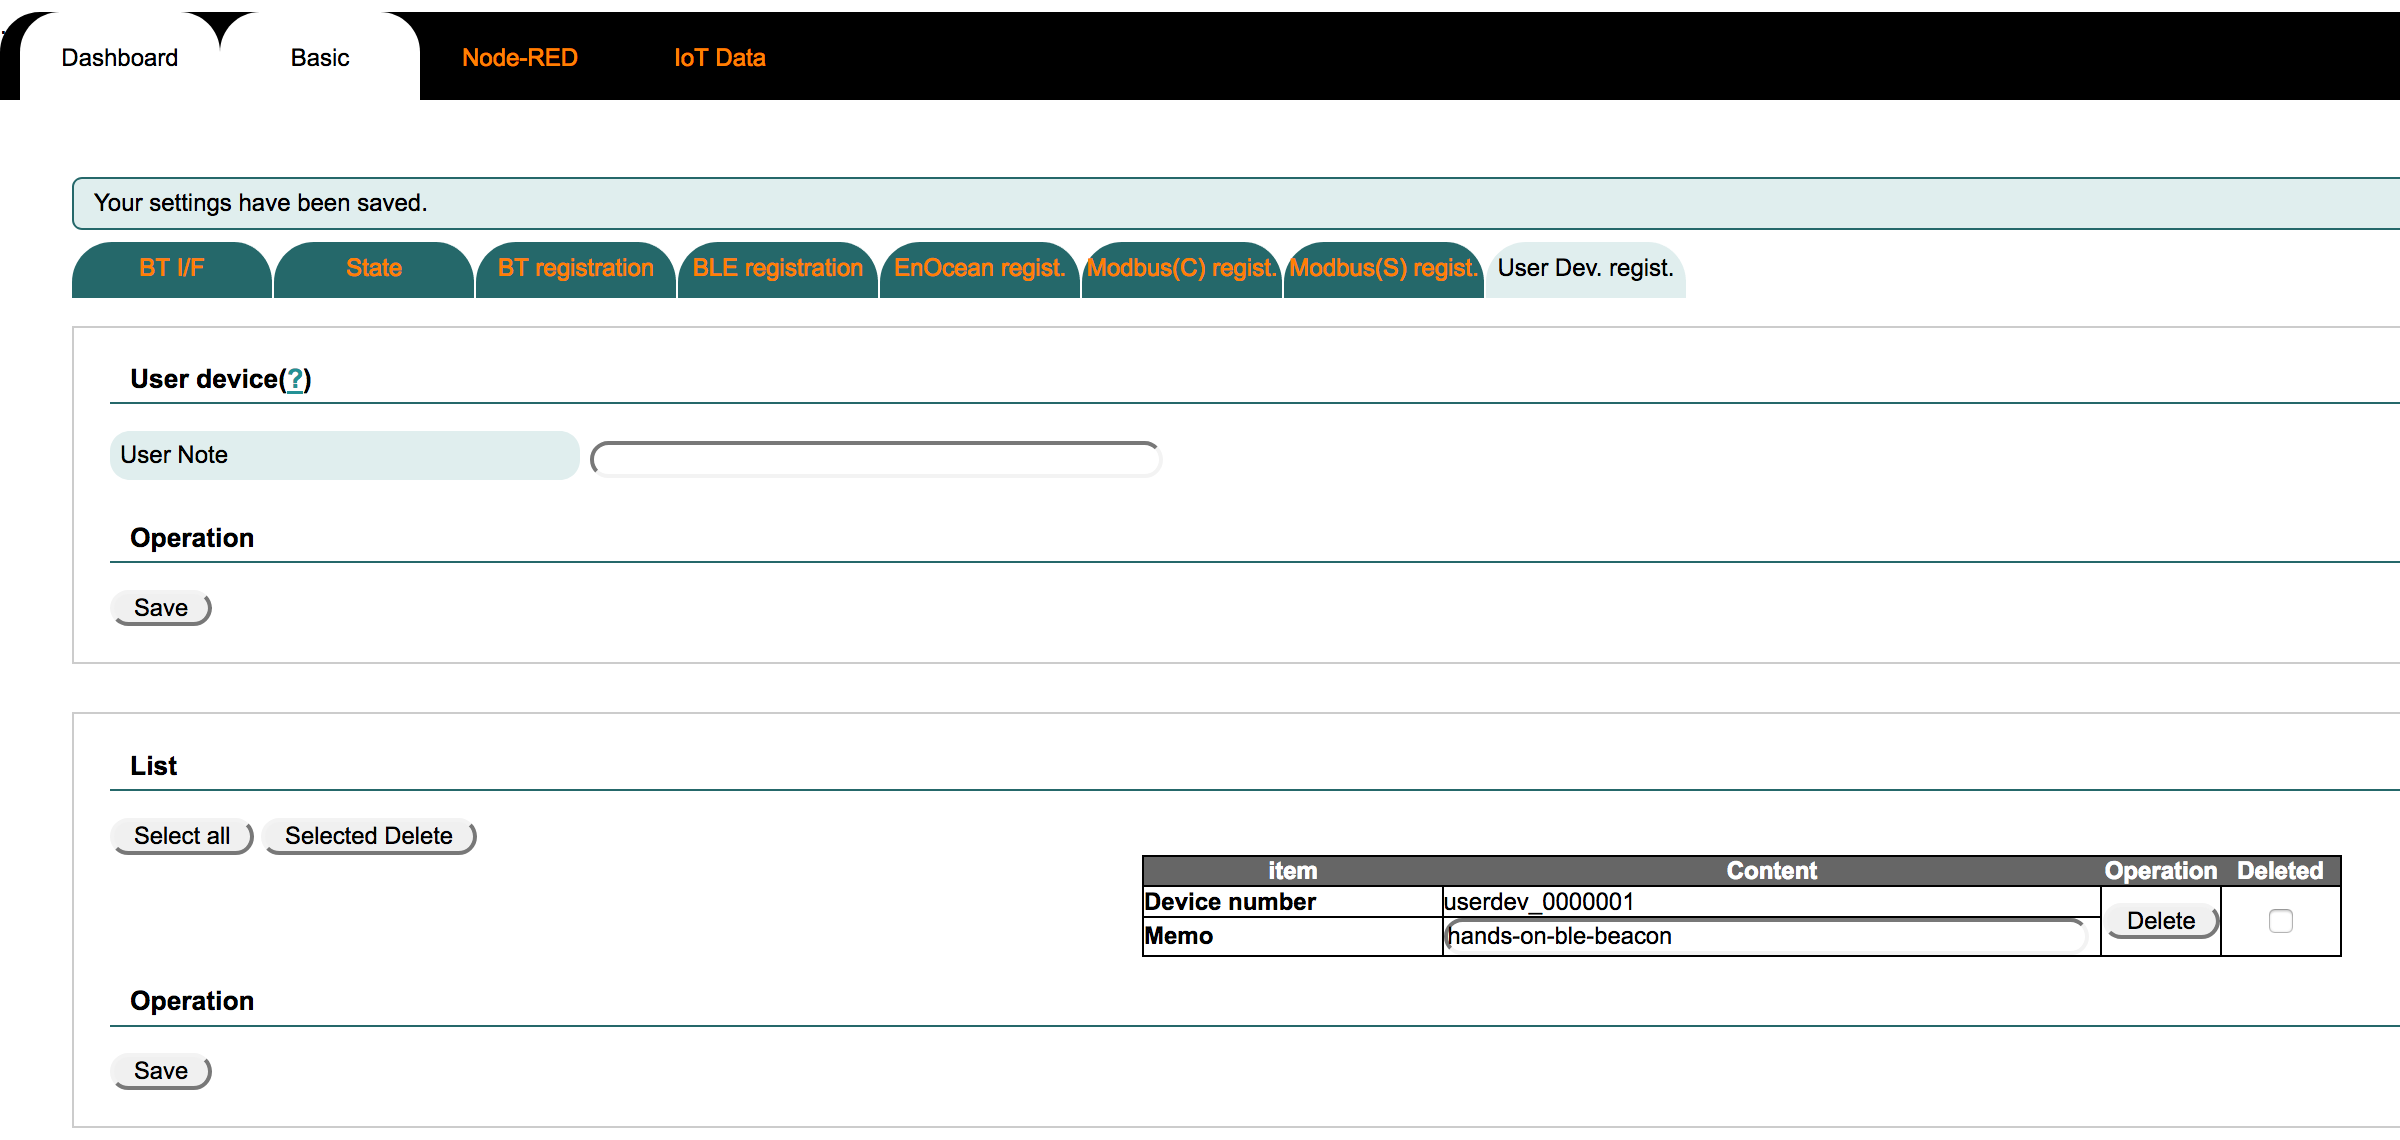 Dashboard Basic Node-RED IoT Data
Your settings have been saved.
BT I/F State BT registration BLE registration EnOcean regist. Modbus(C) regist. Modbus(S) regist. User Dev. regist.
User device(?)
User Note
Operation
Save
List
Select all Selected Delete
item Content Operation Deleted
Device number userdev_0000001
Delete
Memo hands-on-ble-beacon
Operation
Save